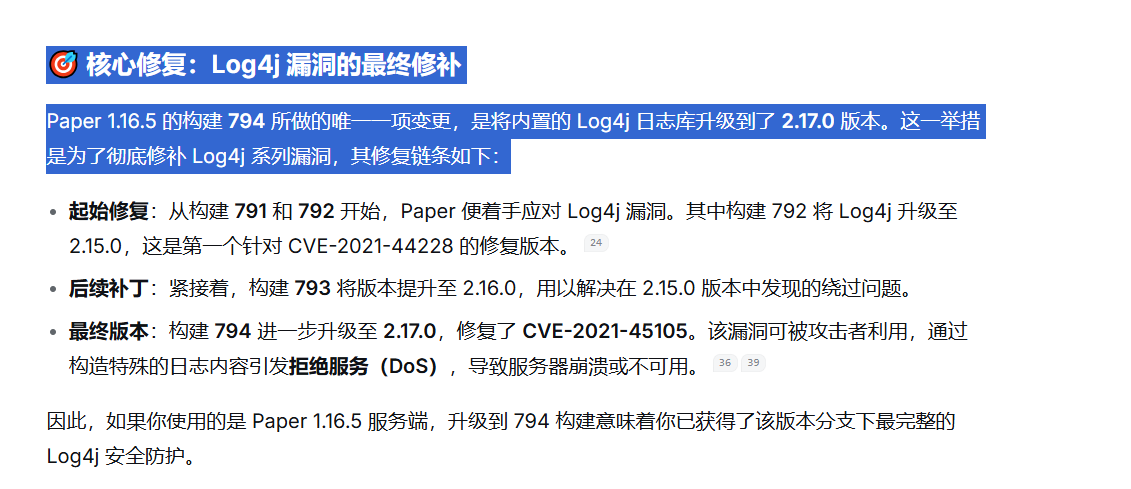 🎯 核心修复：Log4j 漏洞的最终修补
Paper 1.16.5 的构建 794 所做的唯一一项变更，是将内置的 Log4j 日志库升级到了 2.17.0 版本。这一举措
是为了彻底修补 Log4j 系列漏洞，其修复链条如下：
• 起始修复：从构建 791 和 792 开始，Paper 便着手应对 Log4j 漏洞。其中构建 792 将 Log4j 升级至
2.15.0，这是第一个针对 CVE-2021-44228 的修复版本。 24
• 后续补丁：紧接着，构建 793 将版本提升至 2.16.0，用以解决在 2.15.0 版本中发现的绕过问题。
• 最终版本：构建 794 进一步升级至 2.17.0，修复了 CVE-2021-45105。该漏洞可被攻击者利用，通过
构造特殊的日志内容引发拒绝服务（DoS），导致服务器崩溃或不可用。 36 39
因此，如果你使用的是 Paper 1.16.5 服务端，升级到 794 构建意味着你已获得了该版本分支下最完整的
Log4j 安全防护。